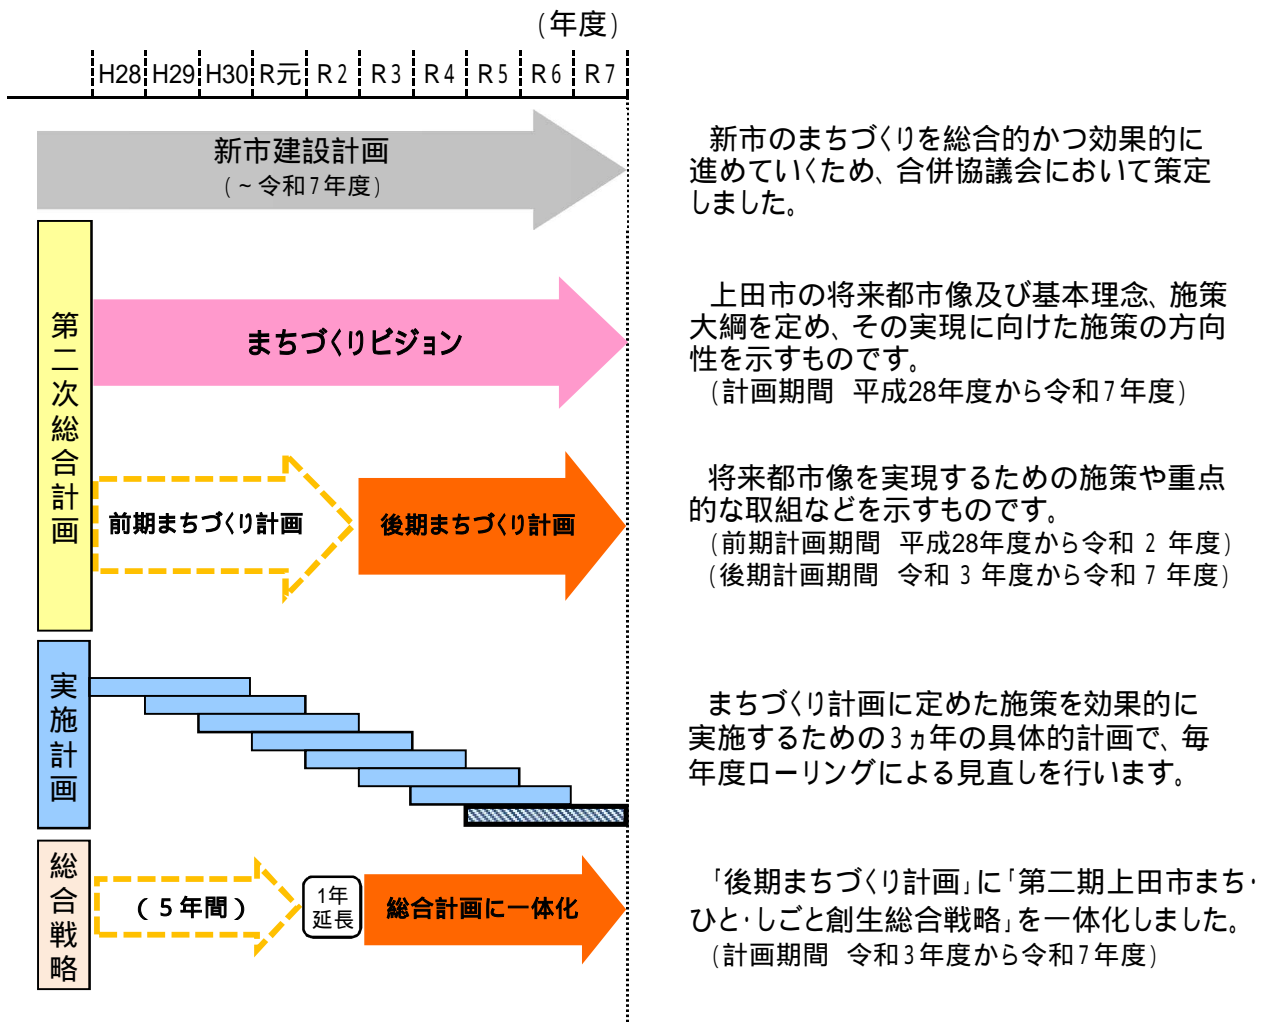 (年度)
H28 H29 H30 R元 R2 R3 R4 R5 R6 R7
新市建設計画
(~令和7年度)
新市のまちづくりを総合的かつ効果的に
進めていくため、合併協議会において策定
しました。
第二次総合計画
まちづくりビジョン
上田市の将来都市像及び基本理念、施策
大綱を定め、その実現に向けた施策の方向
性を示すものです。
(計画期間 平成28年度から令和7年度)
前期まちづくり計画
後期まちづくり計画
将来都市像を実現するための施策や重点
的な取組などを示すものです。
(前期計画期間 平成28年度から令和2年度)
(後期計画期間 令和3年度から令和7年度)
実施計画
まちづくり計画に定めた施策を効果的に
実施するための3ヵ年の具体的計画で、毎
年度ローリングによる見直しを行います。
総合戦略
(5年間)
1年
延長
総合計画に一体化
「後期まちづくり計画」に「第二期上田市まち・
ひと・しごと創生総合戦略」を一体化しました。
(計画期間 令和3年度から令和7年度)